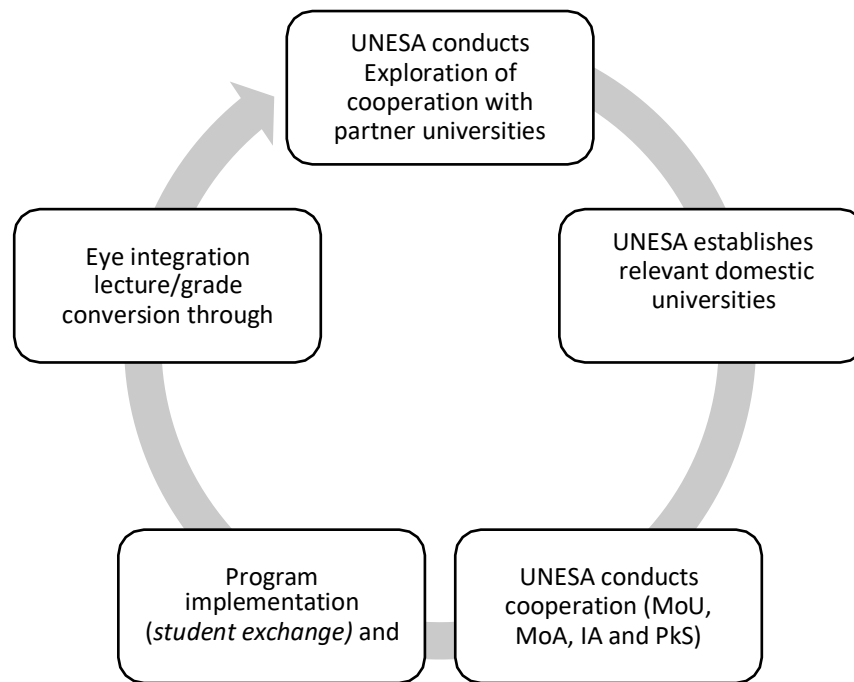 UNESA conducts
Exploration of
cooperation with
partner universities
UNESA establishes
relevant domestic
universities
UNESA conducts
cooperation (MoU,
MoA, IA and PkS)
Program
implementation
(student exchange) and
Eye integration
lecture/grade
conversion through